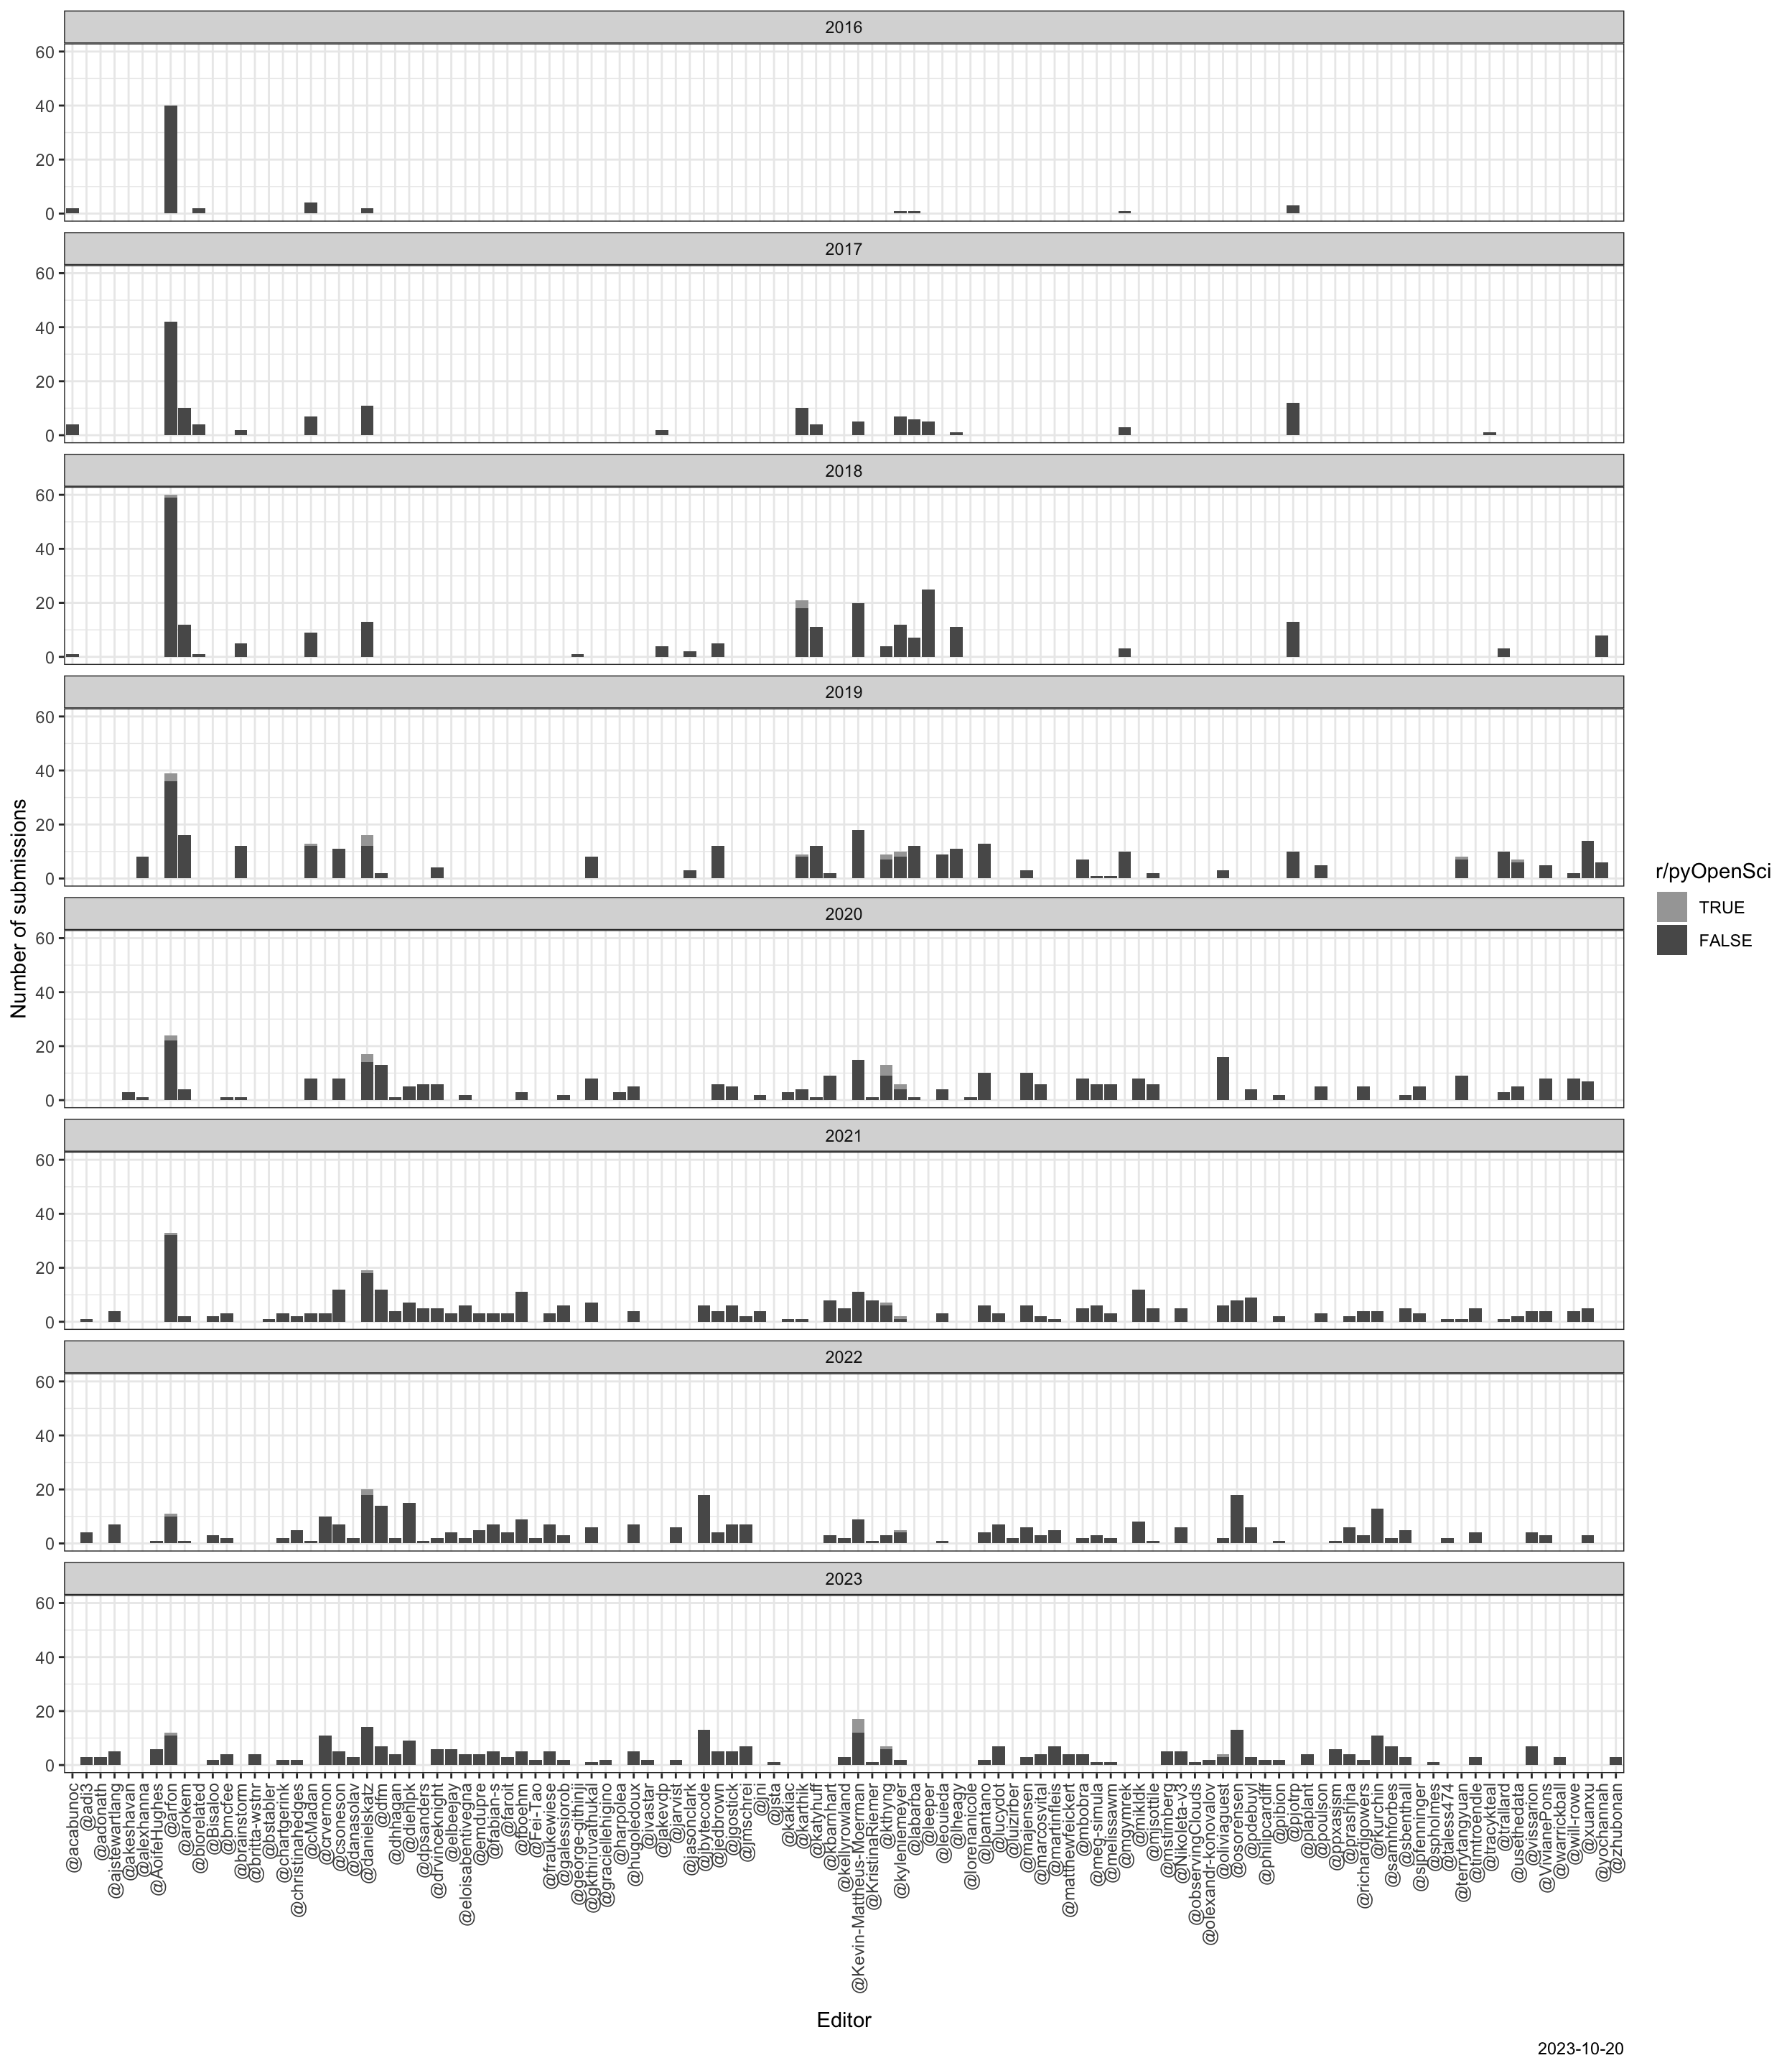 2016
60
40
20
0
2017
60
40
20
0
2018
60
40
20
0
2019
60
40
20
0
2020
60
40
20
0
2021
60
40
20
0
2022
60
40
20
0
2023
60
40
20
0
Number of submissions
@acabunoc
@adi3
@adonath
@ajstewartlang
@akeshavan
@alexhanna
@AoifeHughes
@arfon
@arokem
@biorelated
@Bisaloo
@bmcfee
@brainstorm
@britta-wstnr
@bstabler
@chartgerink
@christinahedges
@cMadan
@crvernon
@csoneson
@danasolav
@danielskatz
@dfm
@dhhagan
@diehlpk
@dpsanders
@drvinceknight
@elbeejay
@eloisabentivegna
@emdupre
@fabian-s
@faroit
@fboehm
@Fei-Tao
@fraukewiese
@galessiorob
@george-githinji
@gkthiruvathukal
@graciellehigino
@harpolea
@hugoledoux
@ivastar
@jakevdp
@jarvist
@jasonclark
@jbytecode
@jedbrown
@jgostick
@jmschrei
@jni
@jsta
@kakiac
@karthik
@katyhuff
@kbarnhart
@kellyrowland
@Kevin-Mattheus-Moerman
@KristinaRiemer
@kthyng
@kyleniemeyer
@labarba
@leeper
@leouieda
@lheagy
@lorenanicole
@lpantano
@lucydot
@luizirber
@majensen
@marcosvital
@martinfleis
@matthewfeickert
@mbobra
@meg-simula
@melissawm
@mgymrek
@mikldk
@mjsottile
@mstimberg
@Nikoleta-v3
@observingClouds
@olexandr-konovalov
@oliviaguest
@osorensen
@pdebuyl
@philipcardiff
@pibion
@pjotrp
@plaplant
@poulson
@ppxasjsm
@prashjha
@richardjgowers
@rkurchin
@samhforbes
@sbenthall
@sjpfenninger
@spholmes
@taless474
@terrytangyuan
@timtroendle
@tracykteal
@trallard
@usethedata
@vissarion
@VivianePons
@warrickball
@will-rowe
@xuanxu
@yochannah
@zhubonan
Editor
r/pyOpenSci
TRUE
FALSE
2023-10-20